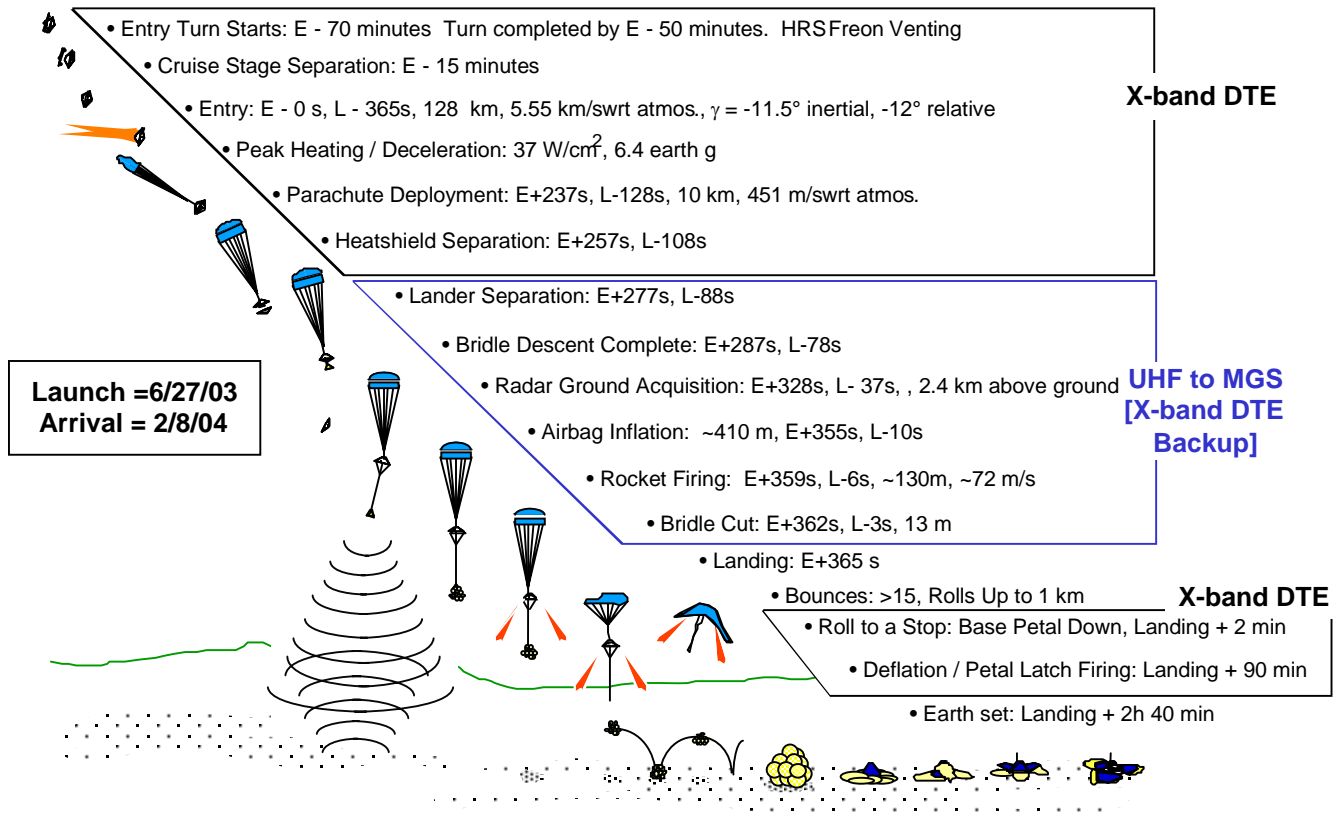 • Entry Turn Starts: E - 70 minutes  Turn completed by E - 50 minutes.  HRSFreon Venting
• Cruise Stage Separation: E - 15 minutes
X-band DTE
• Entry: E - 0 s, L - 365s, 128  km, 5.55 km/swrt atmos., γ = -11.5° inertial, -12° relative
• Peak Heating / Deceleration: 37 W/cm2, 6.4 earth g
• Parachute Deployment: E+237s, L-128s, 10 km, 451 m/swrt atmos.
• Heatshield Separation: E+257s, L-108s
• Lander Separation: E+277s, L-88s
• Bridle Descent Complete: E+287s, L-78s
• Radar Ground Acquisition: E+328s, L- 37s, , 2.4 km above ground
UHF to MGS
[X-band DTE
Backup]
Launch =6/27/03
Arrival = 2/8/04
• Airbag Inflation:  ~410 m, E+355s, L-10s
• Rocket Firing:  E+359s, L-6s, ~130m, ~72 m/s
• Bridle Cut: E+362s, L-3s, 13 m
• Landing: E+365 s
• Bounces: >15, Rolls Up to 1 km
X-band DTE
• Roll to a Stop: Base Petal Down, Landing + 2 min
• Deflation / Petal Latch Firing: Landing + 90 min
• Earth set: Landing + 2h 40 min